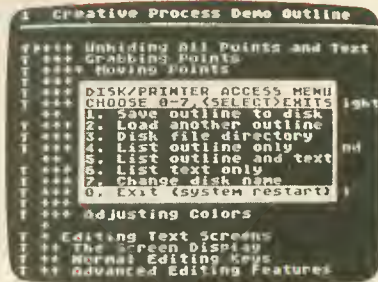 1 Creative Process Demo Outline
T++++ Unhiding All Points and Text
T +++ Grabbing Points
Moving Points
DISK/PRINTER ACCESS MENU
CHOOSE 0-7,(SELECT)EXITS
1. Save outline to disk
2. Load another outline
3. Disk file directory
4. List outline only
5. List outline and text
6. List text only
7. Change disk name
0. Exit (system restart)
Adjusting Colors
Editing Text Screens
The Screen Display
Normal Editing Keys
Advanced Editing Features